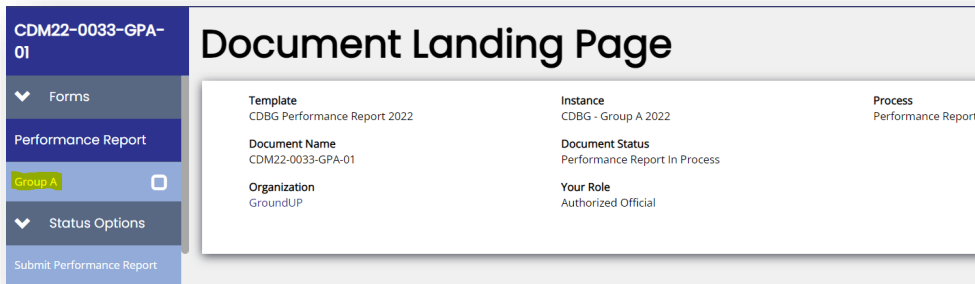 CDM22-0033-GPA-
01
Forms
Performance Report
Group A
Status Options
Submit Performance Report
Document Landing Page
Template
CDBG Performance Report 2022
Instance
CDBG - Group A 2022
Process
Performance Report
Document Name
CDM22-0033-GPA-01
Document Status
Performance Report In Process
Organization
GroundUP
Your Role
Authorized Official